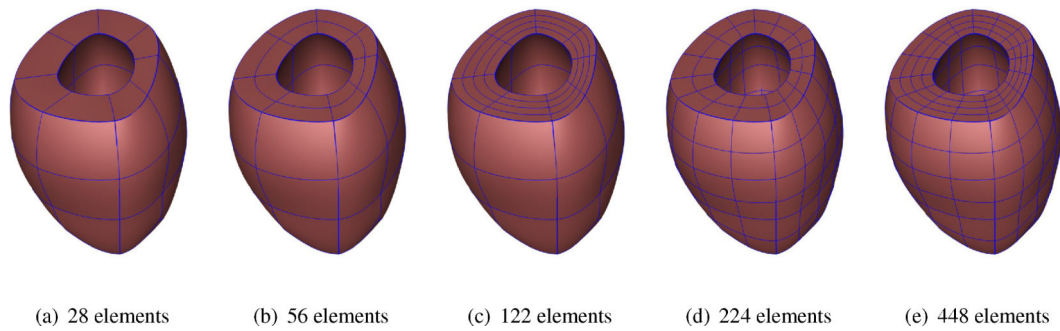 (a) 28 elements
(b) 56 elements
(c) 122 elements
(d) 224 elements
(e) 448 elements